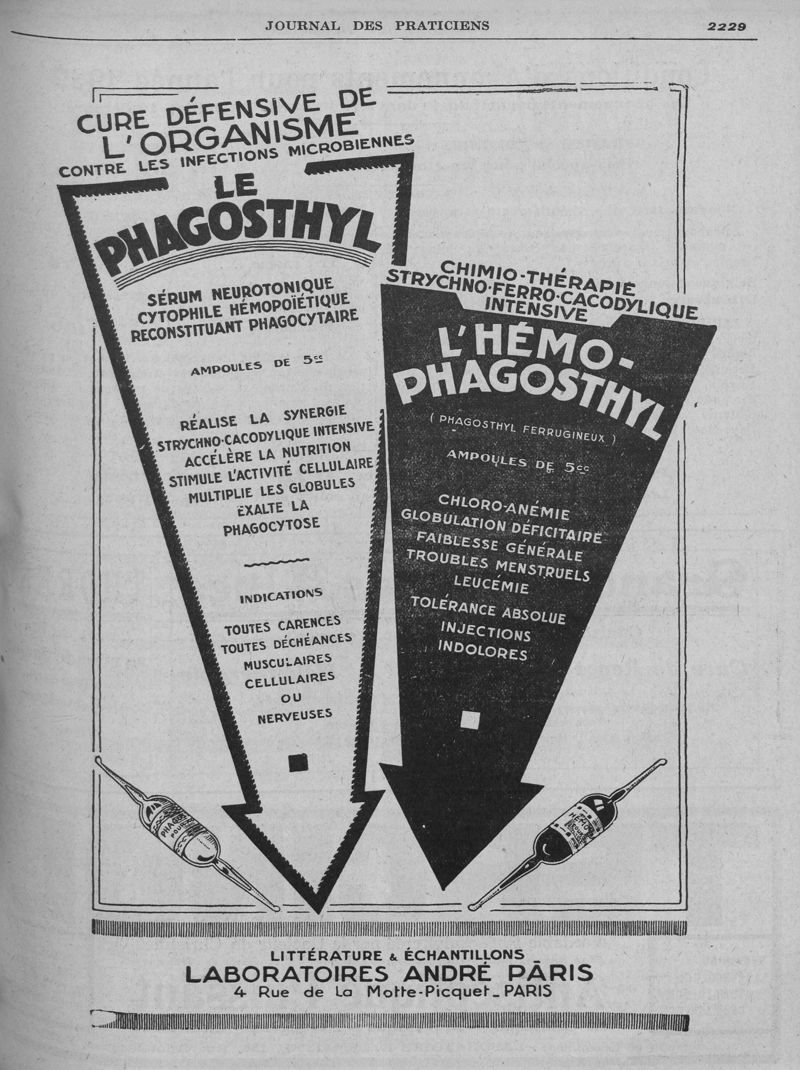 JOURNAL DES PRATICIENS
2229
CURE DÉFENSIVE DE
L'ORGANISME
CONTRE LES INFECTIONS MICROBIENNES
LE
PHAGOSTHYL
SÉRUM NEUROTONIQUE
CYTOPHILE HÉMOPOÏÉTIQUE
RECONSTITUANT PHAGOCYTAIRE
AMPOULES DE 5cc
RÉALISE LA SYNERGIE
STRYCHNO-CACODYLIQUE INTENSIVE
ACCÉLÈRE LA NUTRITION
STIMULE L'ACTIVITÉ CELLULAIRE
MULTIPLIE LES GLOBULES
EXALTE LA
PHAGOCYTOSE
INDICATIONS
TOUTES CARENCES
TOUTES DÉCHÉANCES
MUSCULAIRES
CELLULAIRES
OU
NERVEUSES
CHIMIO-THÉRAPIE
STRYCHNO-FERRO-CACODYLIQUE
INTENSIVE
L'HÉMO-
PHAGOSTHYL
( PHAGOSTHYL FERRUGINEUX )
AMPOULES DE 5cc
CHLORO-ANÉMIE
GLOBULATION DÉFICITAIRE
FAIBLESSE GÉNÉRALE
TROUBLES MENSTRUELS
LEUCÉMIE
TOLÉRANCE ABSOLUE
INJECTIONS
INDOLORES
LITTÉRATURE & ÉCHANTILLONS
LABORATOIRES ANDRÉ PÂRIS
4 Rue de La Motte-Picquet_PARIS